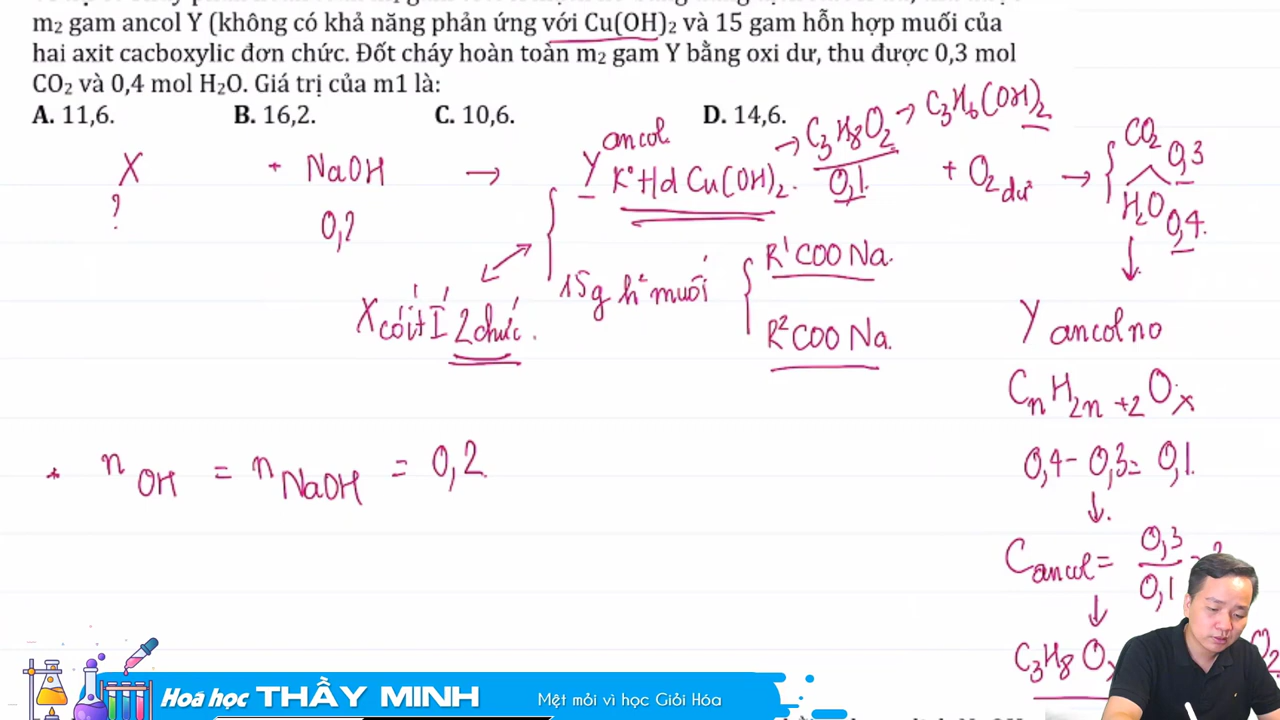 m₂ gam ancol Y (không có khả năng phản ứng với Cu(OH)₂ và 15 gam hỗn hợp muối của
hai axit cacboxylic đơn chức. Đốt cháy hoàn toàn m₂ gam Y bằng oxi dư, thu được 0,3 mol
CO₂ và 0,4 mol H₂O. Giá trị của m1 là:
A. 11,6. B. 16,2. C. 10,6. D. 14,6.
X + NaOH → Y ancol K° t/d Cu(OH)₂. → C₃H₈O₂ → C₃H₆(OH)₂
? 0,2 0,1. + O₂ dư → CO₂ 0,3
H₂O 0,4.
15g h² muối R¹COONa.
R²COONa.
X có ít I 2 chức.
Y ancol no
CₙH₂ₙ₊₂Oₓ
* n OH = n NaOH = 0,2
0,4 - 0,3 = 0,1.
↓
C ancol = 0,3 / 0,1
↓
C₃H₈O
Hoá học THẦY MINH Mệt mỏi vì học Giỏi Hóa